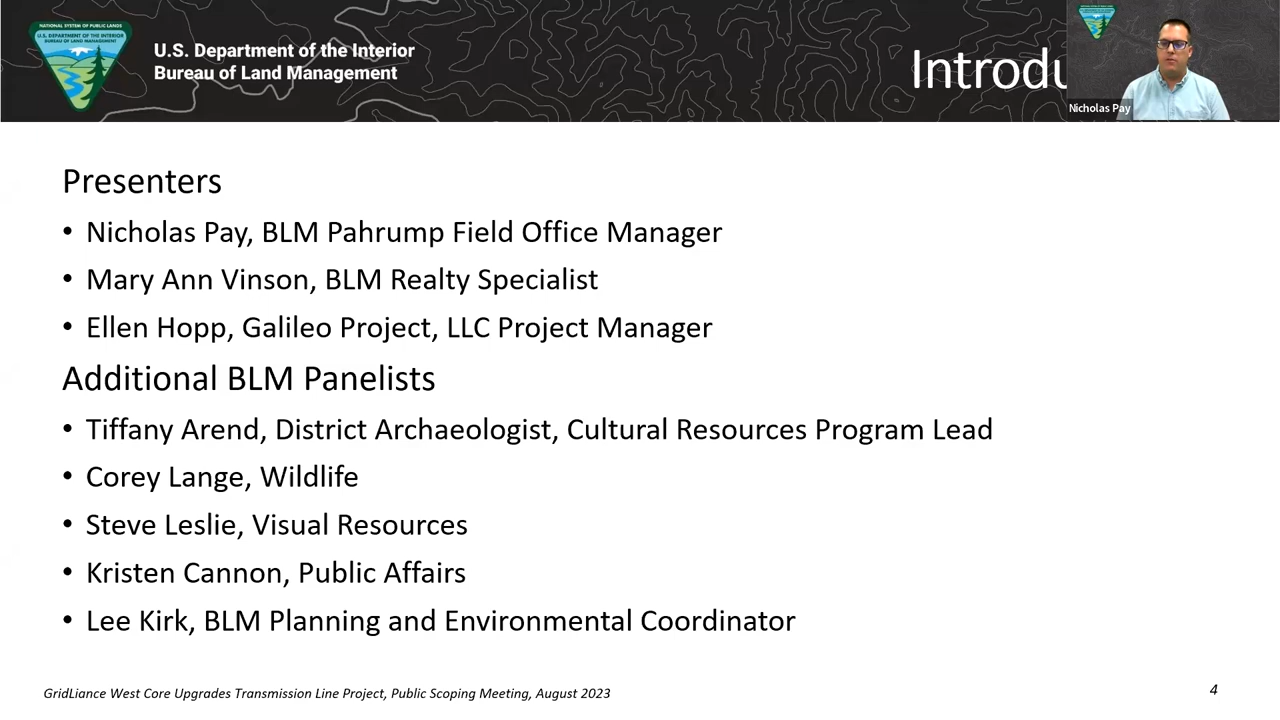 NATIONAL SYSTEM OF PUBLIC LANDS
U.S. DEPARTMENT OF THE INTERIOR
BUREAU OF LAND MANAGEMENT
U.S. Department of the Interior
Bureau of Land Management
Introdu
Nicholas Pay
Presenters
• Nicholas Pay, BLM Pahrump Field Office Manager
• Mary Ann Vinson, BLM Realty Specialist
• Ellen Hopp, Galileo Project, LLC Project Manager
Additional BLM Panelists
• Tiffany Arend, District Archaeologist, Cultural Resources Program Lead
• Corey Lange, Wildlife
• Steve Leslie, Visual Resources
• Kristen Cannon, Public Affairs
• Lee Kirk, BLM Planning and Environmental Coordinator
GridLiance West Core Upgrades Transmission Line Project, Public Scoping Meeting, August 2023
4